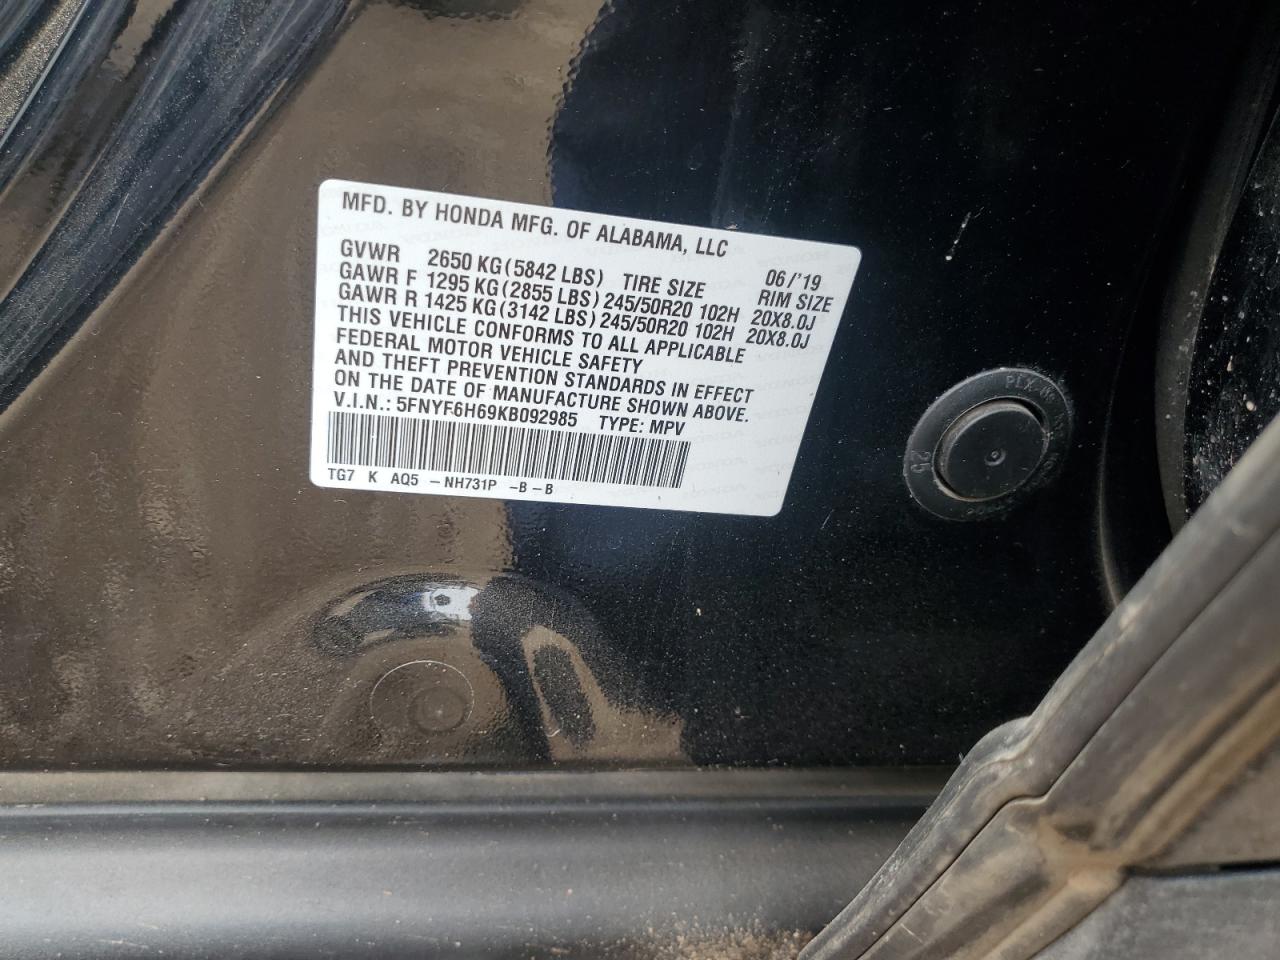 MFD. BY HONDA MFG. OF ALABAMA, LLC
06/'19
GVWR 2650 KG (5842 LBS) TIRE SIZE RIM SIZE
GAWR F 1295 KG (2855 LBS) 245/50R20 102H 20X8.0J
GAWR R 1425 KG (3142 LBS) 245/50R20 102H 20X8.0J
THIS VEHICLE CONFORMS TO ALL APPLICABLE
FEDERAL MOTOR VEHICLE SAFETY
AND THEFT PREVENTION STANDARDS IN EFFECT
ON THE DATE OF MANUFACTURE SHOWN ABOVE.
V.I.N.: 5FNYF6H69KB092985 TYPE: MPV
TG7 K AQ5 – NH731P –B – B
25